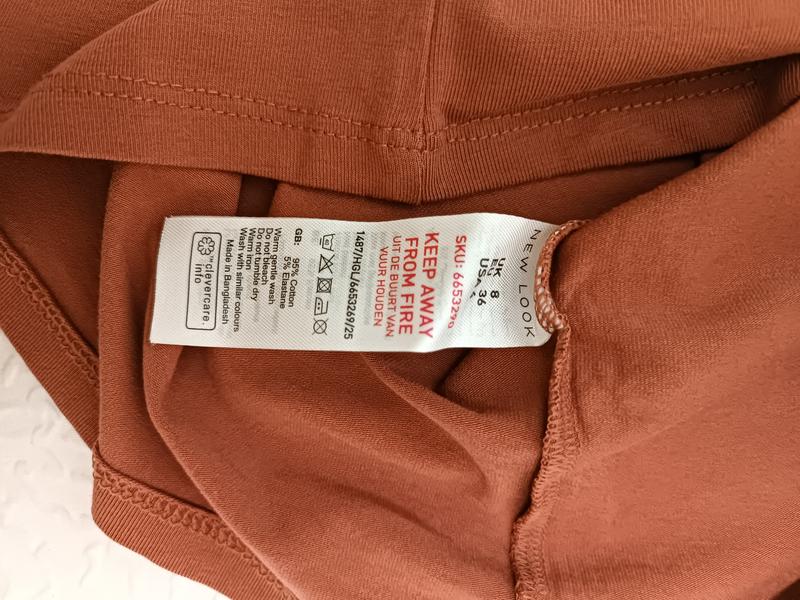 NEW LOOK
UK 8
EU 36
USA
SKU: 6653290
KEEP AWAY
FROM FIRE
UIT DE BUURT VAN
VUUR HOUDEN
1487/HGL/6653269/25
GB: 95% Cotton
5% Elastane
Warm gentle wash
Do not bleach
Do not tumble dry
Warm iron
Wash with similar colours
Made in Bangladesh
clevercare.
info